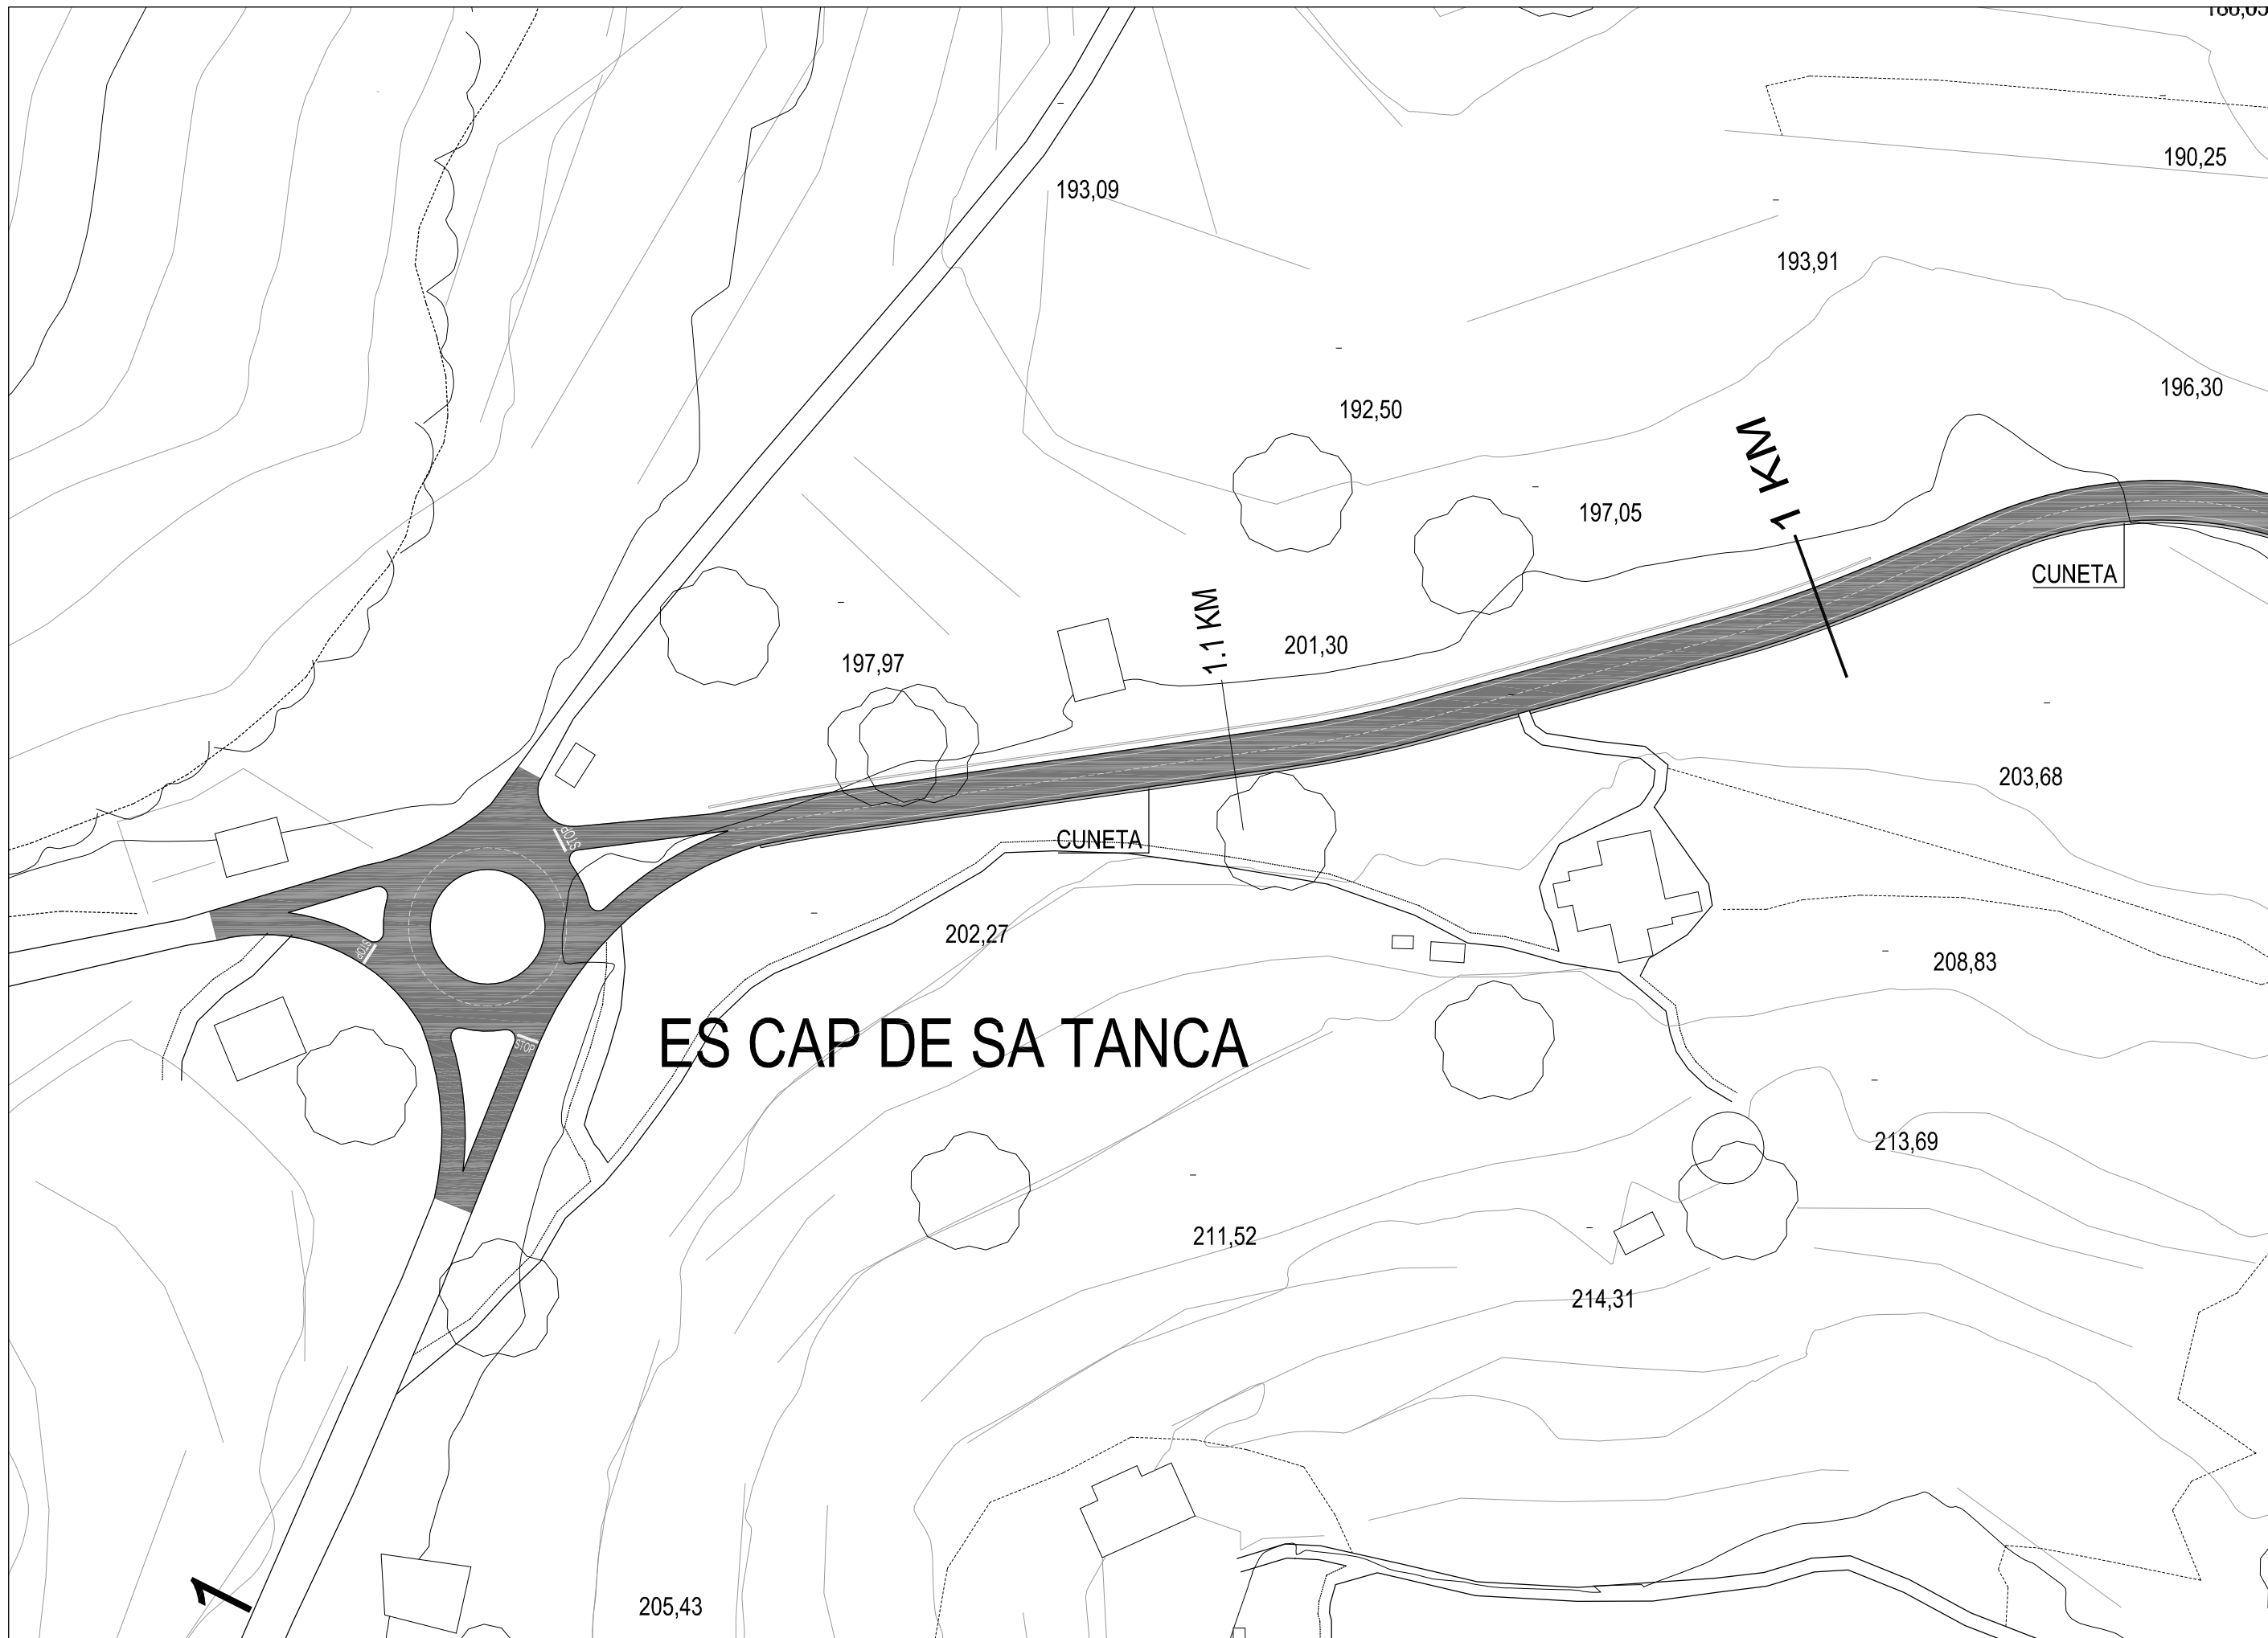 190,25
193,09
193,91
196,30
192,50
1 KM
197,05
CUNETA
1.1 KM
201,30
197,97
203,68
STOP
CUNETA
202,27
STOP
208,83
ES CAP DE SA TANCA
STOP
213,69
211,52
214,31
1
205,43